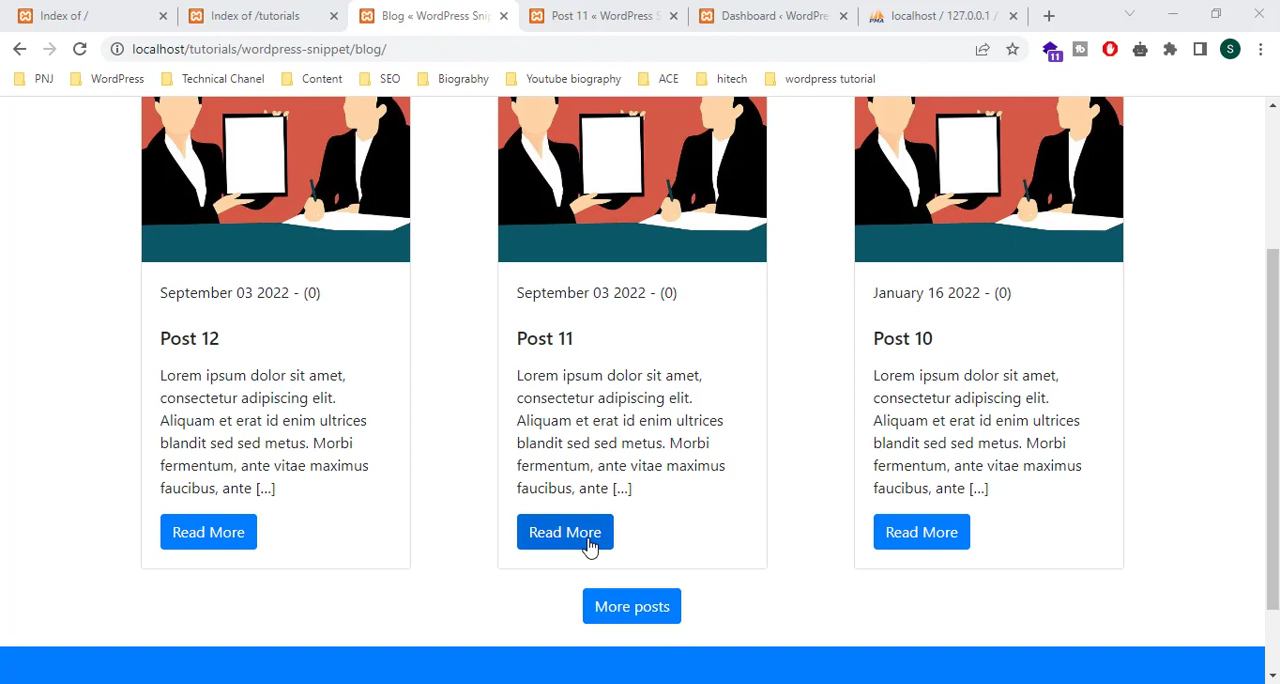 Index of /
Index of /tutorials
Blog « WordPress Sni
Post 11 « WordPress S
Dashboard ‹ WordPre
localhost / 127.0.0.1 /
localhost/tutorials/wordpress-snippet/blog/
11
S
PNJ
WordPress
Technical Chanel
Content
SEO
Biograbhy
Youtube biography
ACE
hitech
wordpress tutorial
September 03 2022 - (0)
Post 12
Lorem ipsum dolor sit amet,
consectetur adipiscing elit.
Aliquam et erat id enim ultrices
blandit sed sed metus. Morbi
fermentum, ante vitae maximus
faucibus, ante [...]
Read More
September 03 2022 - (0)
Post 11
Lorem ipsum dolor sit amet,
consectetur adipiscing elit.
Aliquam et erat id enim ultrices
blandit sed sed metus. Morbi
fermentum, ante vitae maximus
faucibus, ante [...]
Read More
January 16 2022 - (0)
Post 10
Lorem ipsum dolor sit amet,
consectetur adipiscing elit.
Aliquam et erat id enim ultrices
blandit sed sed metus. Morbi
fermentum, ante vitae maximus
faucibus, ante [...]
Read More
More posts